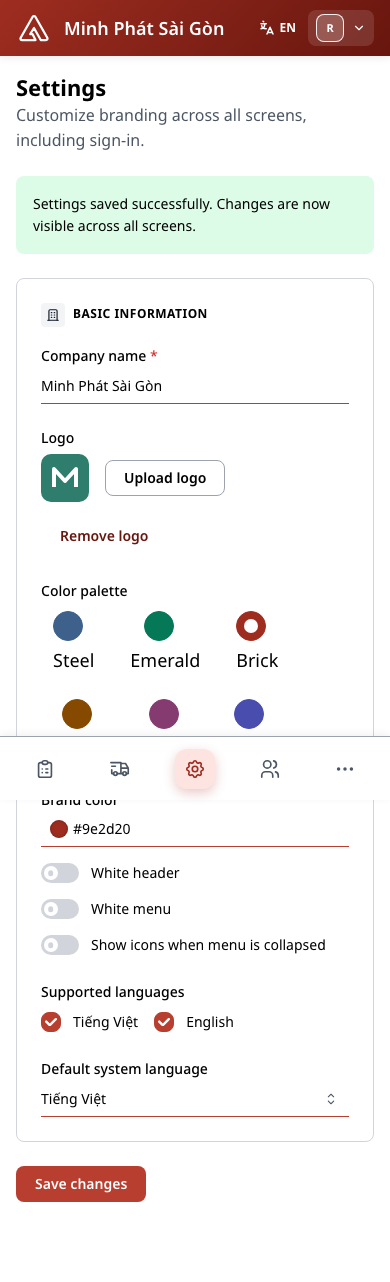 Minh Phát Sài Gòn
EN
R
Settings
Customize branding across all screens,
including sign-in.
Settings saved successfully. Changes are now
visible across all screens.
BASIC INFORMATION
Company name *
Minh Phát Sài Gòn
Logo
M
Upload logo
Remove logo
Color palette
Steel
Emerald
Brick
Brand color
#9e2d20
White header
White menu
Show icons when menu is collapsed
Supported languages
Tiếng Việt
English
Default system language
Tiếng Việt
Save changes